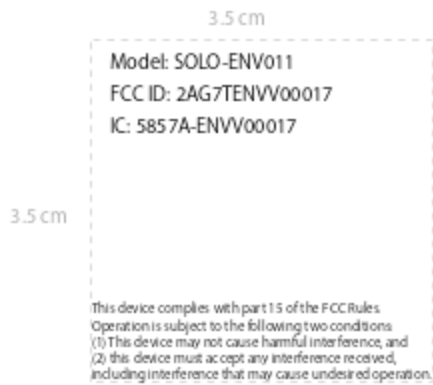 3.5 cm
Model: SOLO-ENV011
FCC ID: 2AG7TENVV00017
IC: 5857A-ENVV00017
3.5 cm
This device complies with part 15 of the FCC Rules.
Operation is subject to the following two conditions
(1) This device may not cause harmful interference, and
(2) this device must accept any interference received,
including interference that may cause undesired operation.